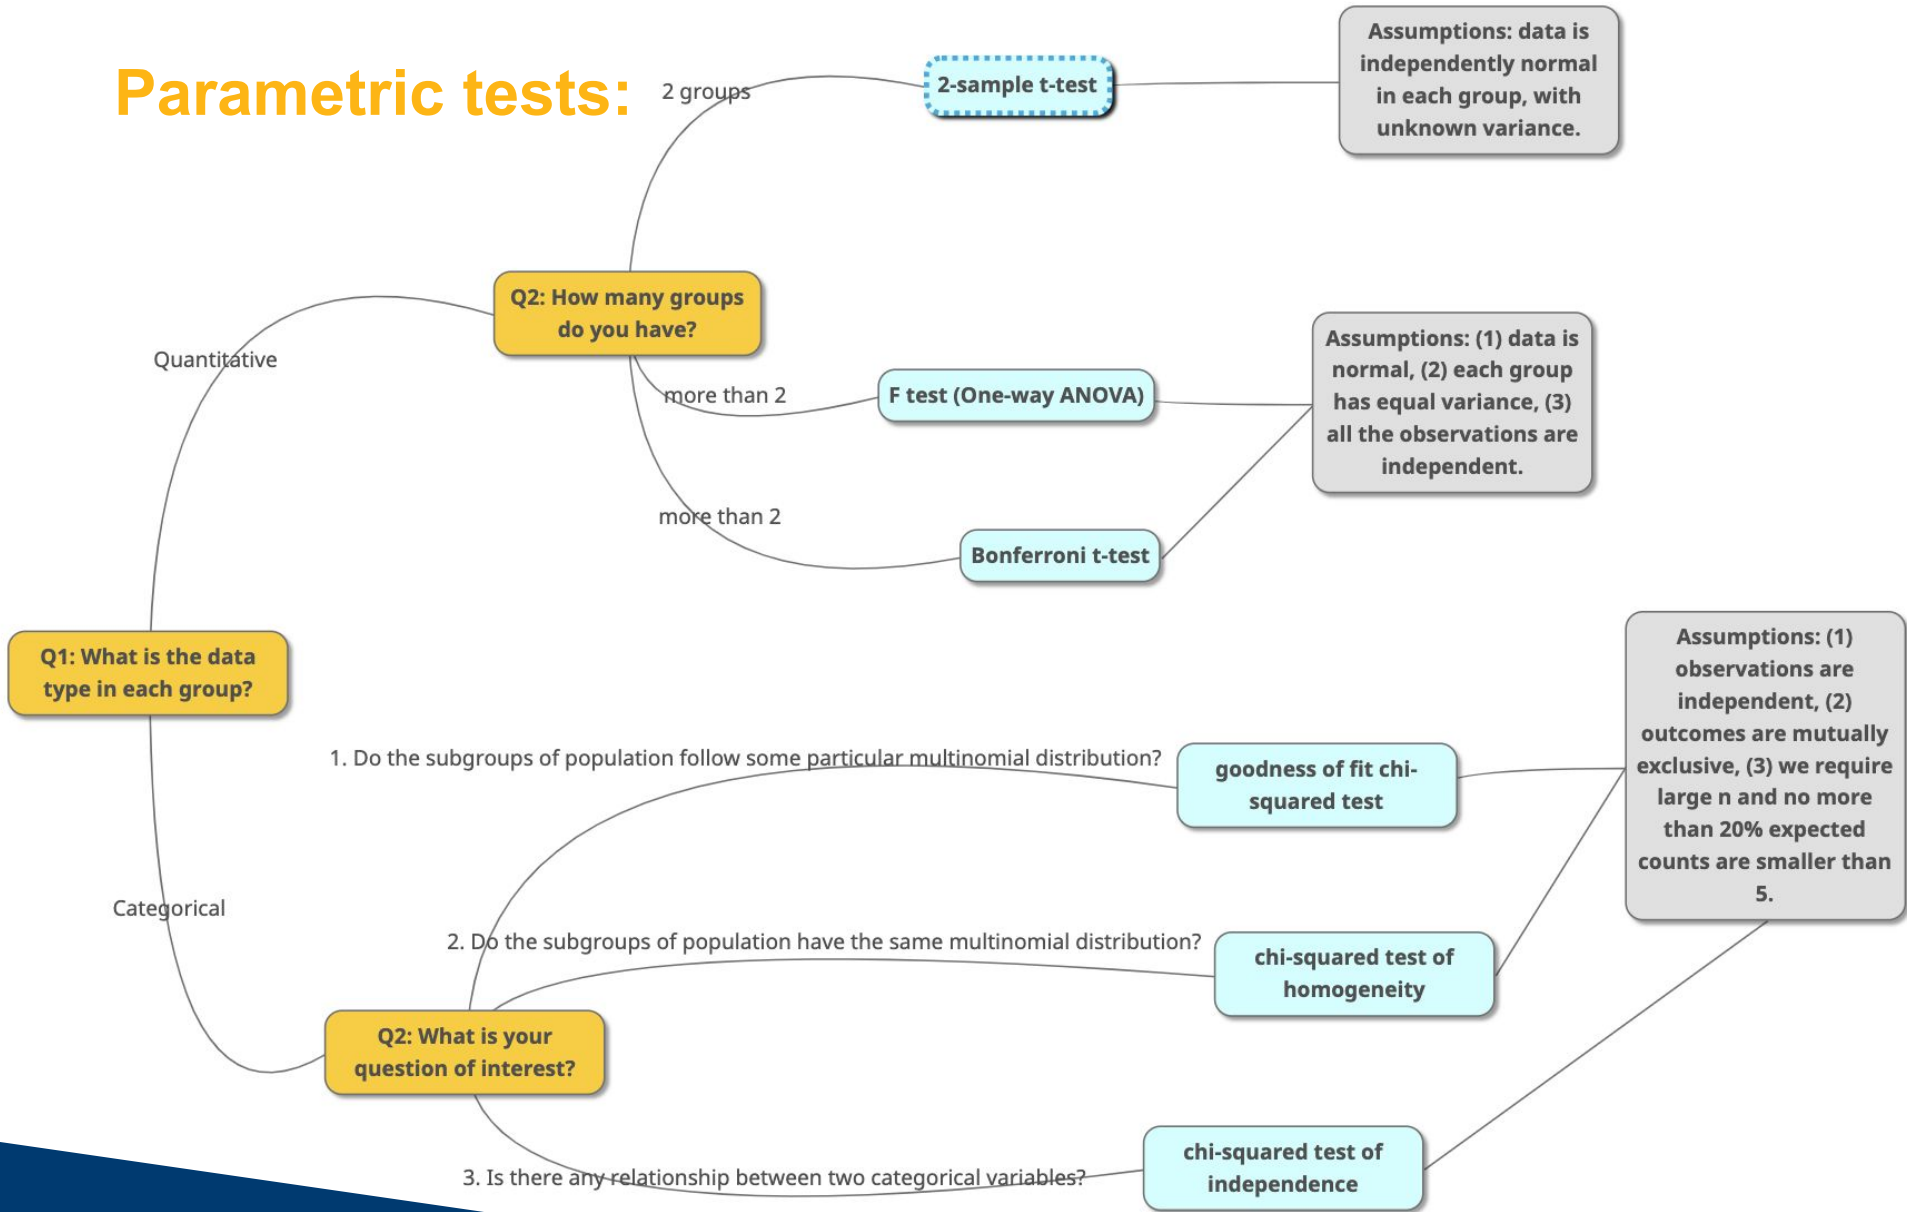 Parametric tests:
2 groups
2-sample t-test
Assumptions: data is
independently normal
in each group, with
unknown variance.
Q2: How many groups
do you have?
Quantitative
more than 2
F test (One-way ANOVA)
Assumptions: (1) data is
normal, (2) each group
has equal variance, (3)
all the observations are
independent.
more than 2
Bonferroni t-test
Q1: What is the data
type in each group?
Categorical
1. Do the subgroups of population follow some particular multinomial distribution?
goodness of fit chi-
squared test
Assumptions: (1)
observations are
independent, (2)
outcomes are mutually
exclusive, (3) we require
large n and no more
than 20% expected
counts are smaller than
5.
2. Do the subgroups of population have the same multinomial distribution?
chi-squared test of
homogeneity
Q2: What is your
question of interest?
3. Is there any relationship between two categorical variables?
chi-squared test of
independence